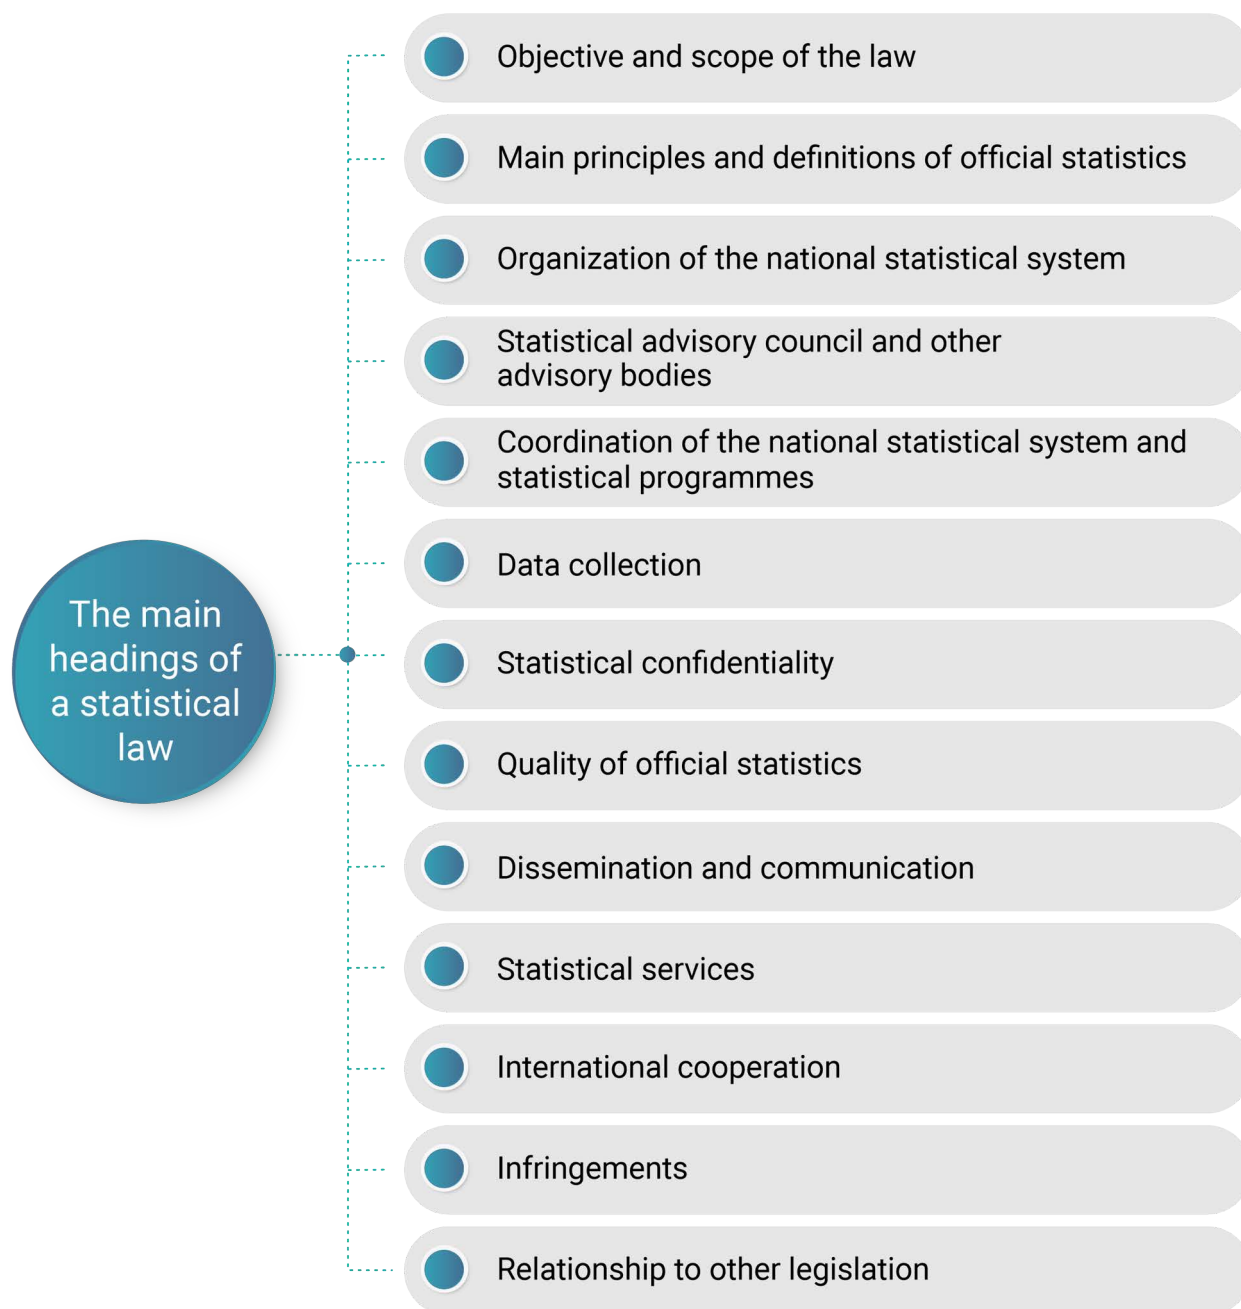 Objective and scope of the law
Main principles and definitions of official statistics
Organization of the national statistical system
Statistical advisory council and other
advisory bodies
Coordination of the national statistical system and
statistical programmes
Data collection
The main
headings of
a statistical
law
Statistical confidentiality
Quality of official statistics
Dissemination and communication
Statistical services
International cooperation
Infringements
Relationship to other legislation